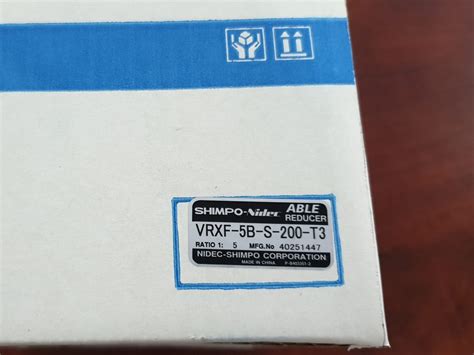 SHIMPO-Nidec ABLE REDUCER
VRXF-5B-S-200-T3
RATIO 1: 5 MFG.No 40251447
NIDEC-SHIMPO CORPORATION
MADE IN CHINA